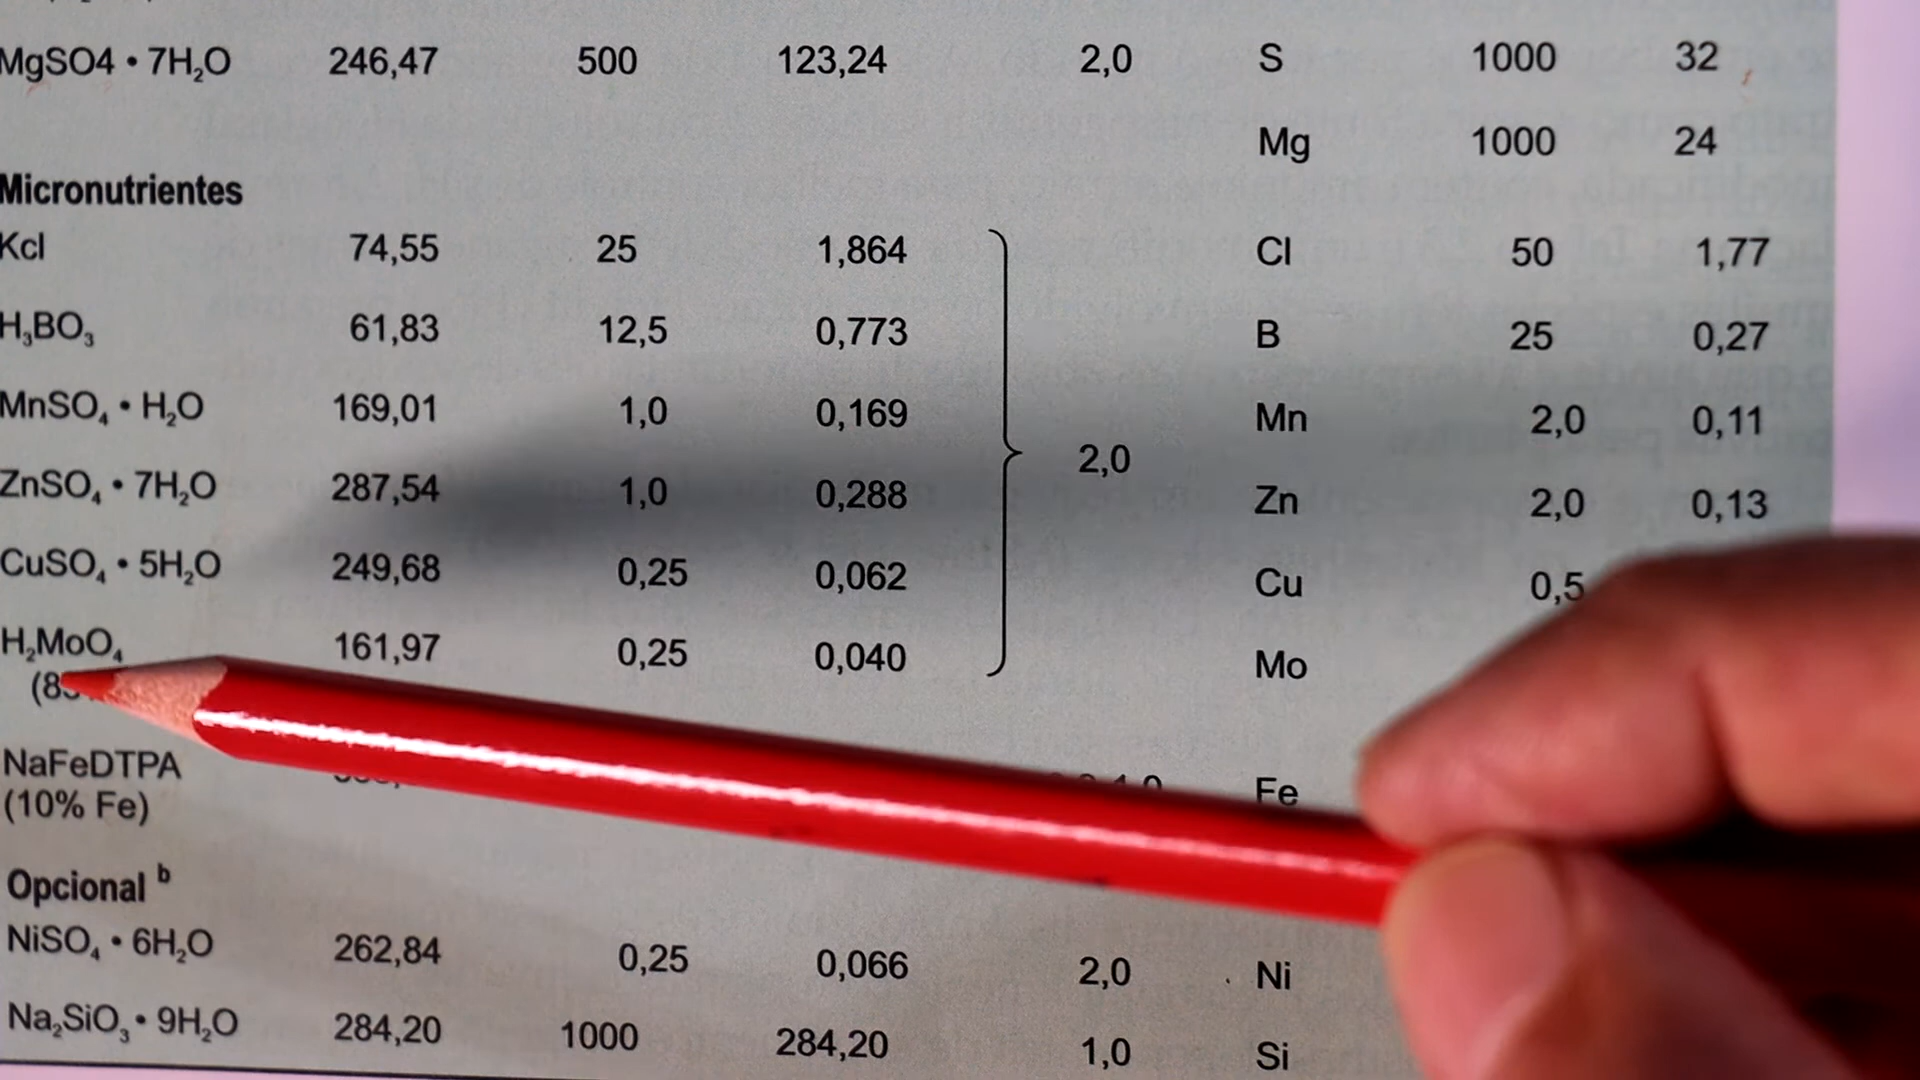 MgSO4 • 7H₂O 246,47 500 123,24 2,0 S 1000 32
Mg 1000 24
Micronutrientes
Kcl 74,55 25 1,864 Cl 50 1,77
H₃BO₃ 61,83 12,5 0,773 B 25 0,27
MnSO₄ • H₂O 169,01 1,0 0,169 Mn 2,0 0,11
2,0
ZnSO₄ • 7H₂O 287,54 1,0 0,288 Zn 2,0 0,13
CuSO₄ • 5H₂O 249,68 0,25 0,062 Cu 0,5
H₂MoO₄ 161,97 0,25 0,040 Mo
NaFeDTPA Fe
(10% Fe)
Opcional ᵇ
NiSO₄ • 6H₂O 262,84 0,25 0,066 2,0 Ni
Na₂SiO₃ • 9H₂O 284,20 1000 284,20 1,0 Si